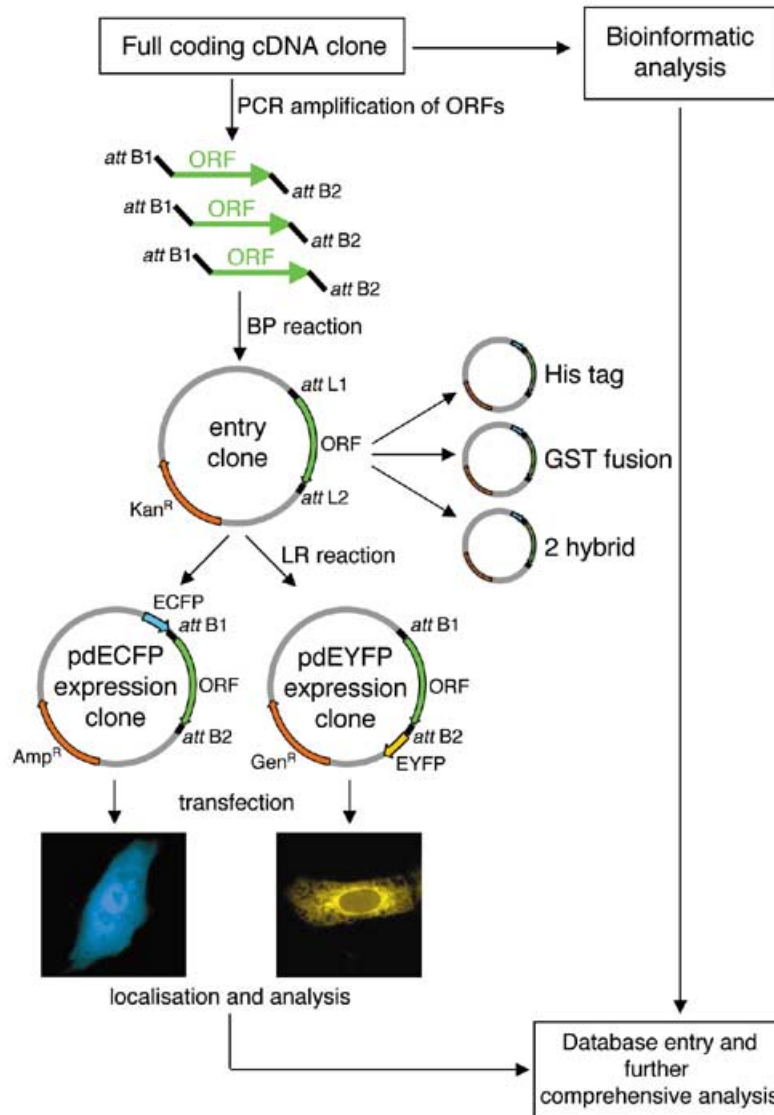 Full coding cDNA clone
Bioinformatic
analysis
PCR amplification of ORFs
att B1
ORF
att B2
att B1
ORF
att B2
att B1
ORF
att B2
BP reaction
att L1
entry
clone
ORF
att L2
Kan^R
His tag
GST fusion
2 hybrid
LR reaction
ECFP
att B1
pdECFP
expression
clone
ORF
att B2
Amp^R
att B1
pdEYFP
expression
clone
ORF
att B2
EYFP
Gen^R
transfection
localisation and analysis
Database entry and
further
comprehensive analysis